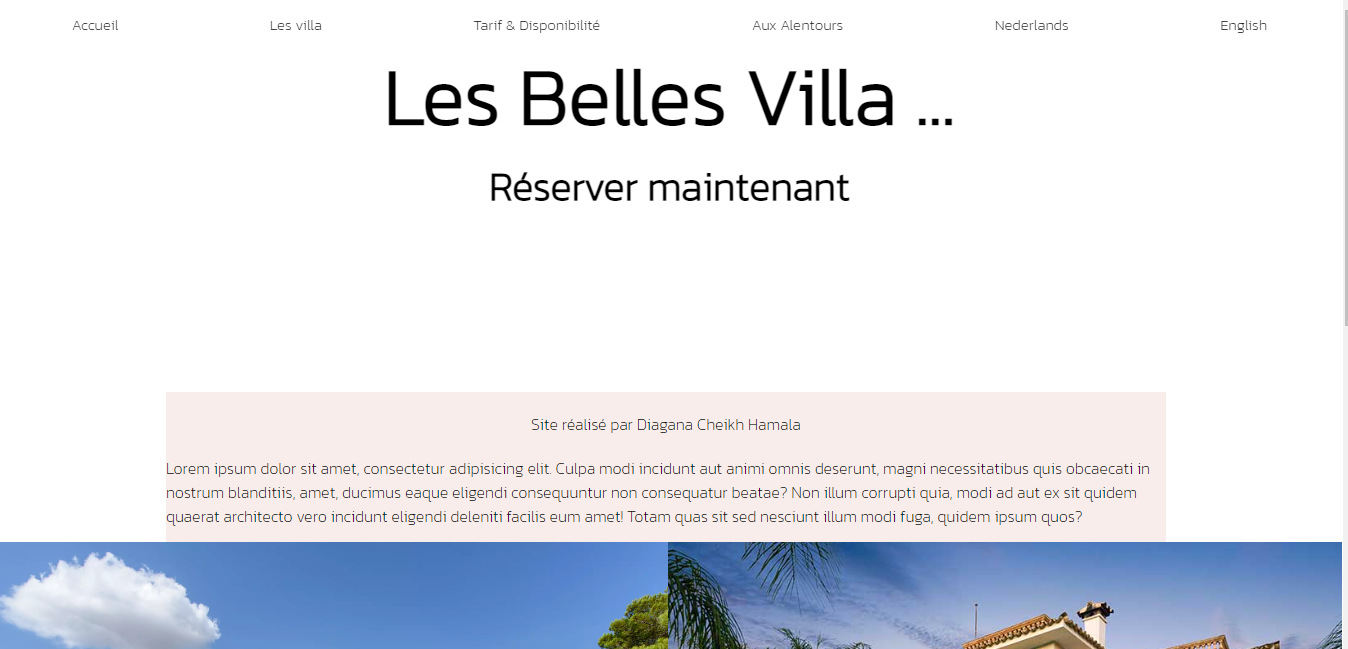 Accueil Les villa Tarif & Disponibilité Aux Alentours Nederlands English
Les Belles Villa ...
Réserver maintenant
Site réalisé par Diagana Cheikh Hamala
Lorem ipsum dolor sit amet, consectetur adipisicing elit. Culpa modi incidunt aut animi omnis deserunt, magni necessitatibus quis obcaecati in
nostrum blanditiis, amet, ducimus eaque eligendi consequuntur non consequatur beatae? Non illum corrupti quia, modi ad aut ex sit quidem
quaerat architecto vero incidunt eligendi deleniti facilis eum amet! Totam quas sit sed nesciunt illum modi fuga, quidem ipsum quos?